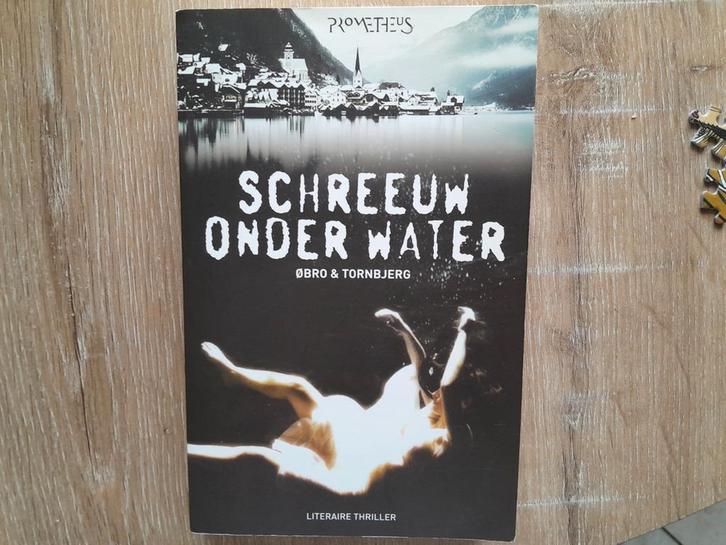 PROMETHEUS
SCHREEUW
ONDER WATER
ØBRO & TORNBJERG
LITERAIRE THRILLER